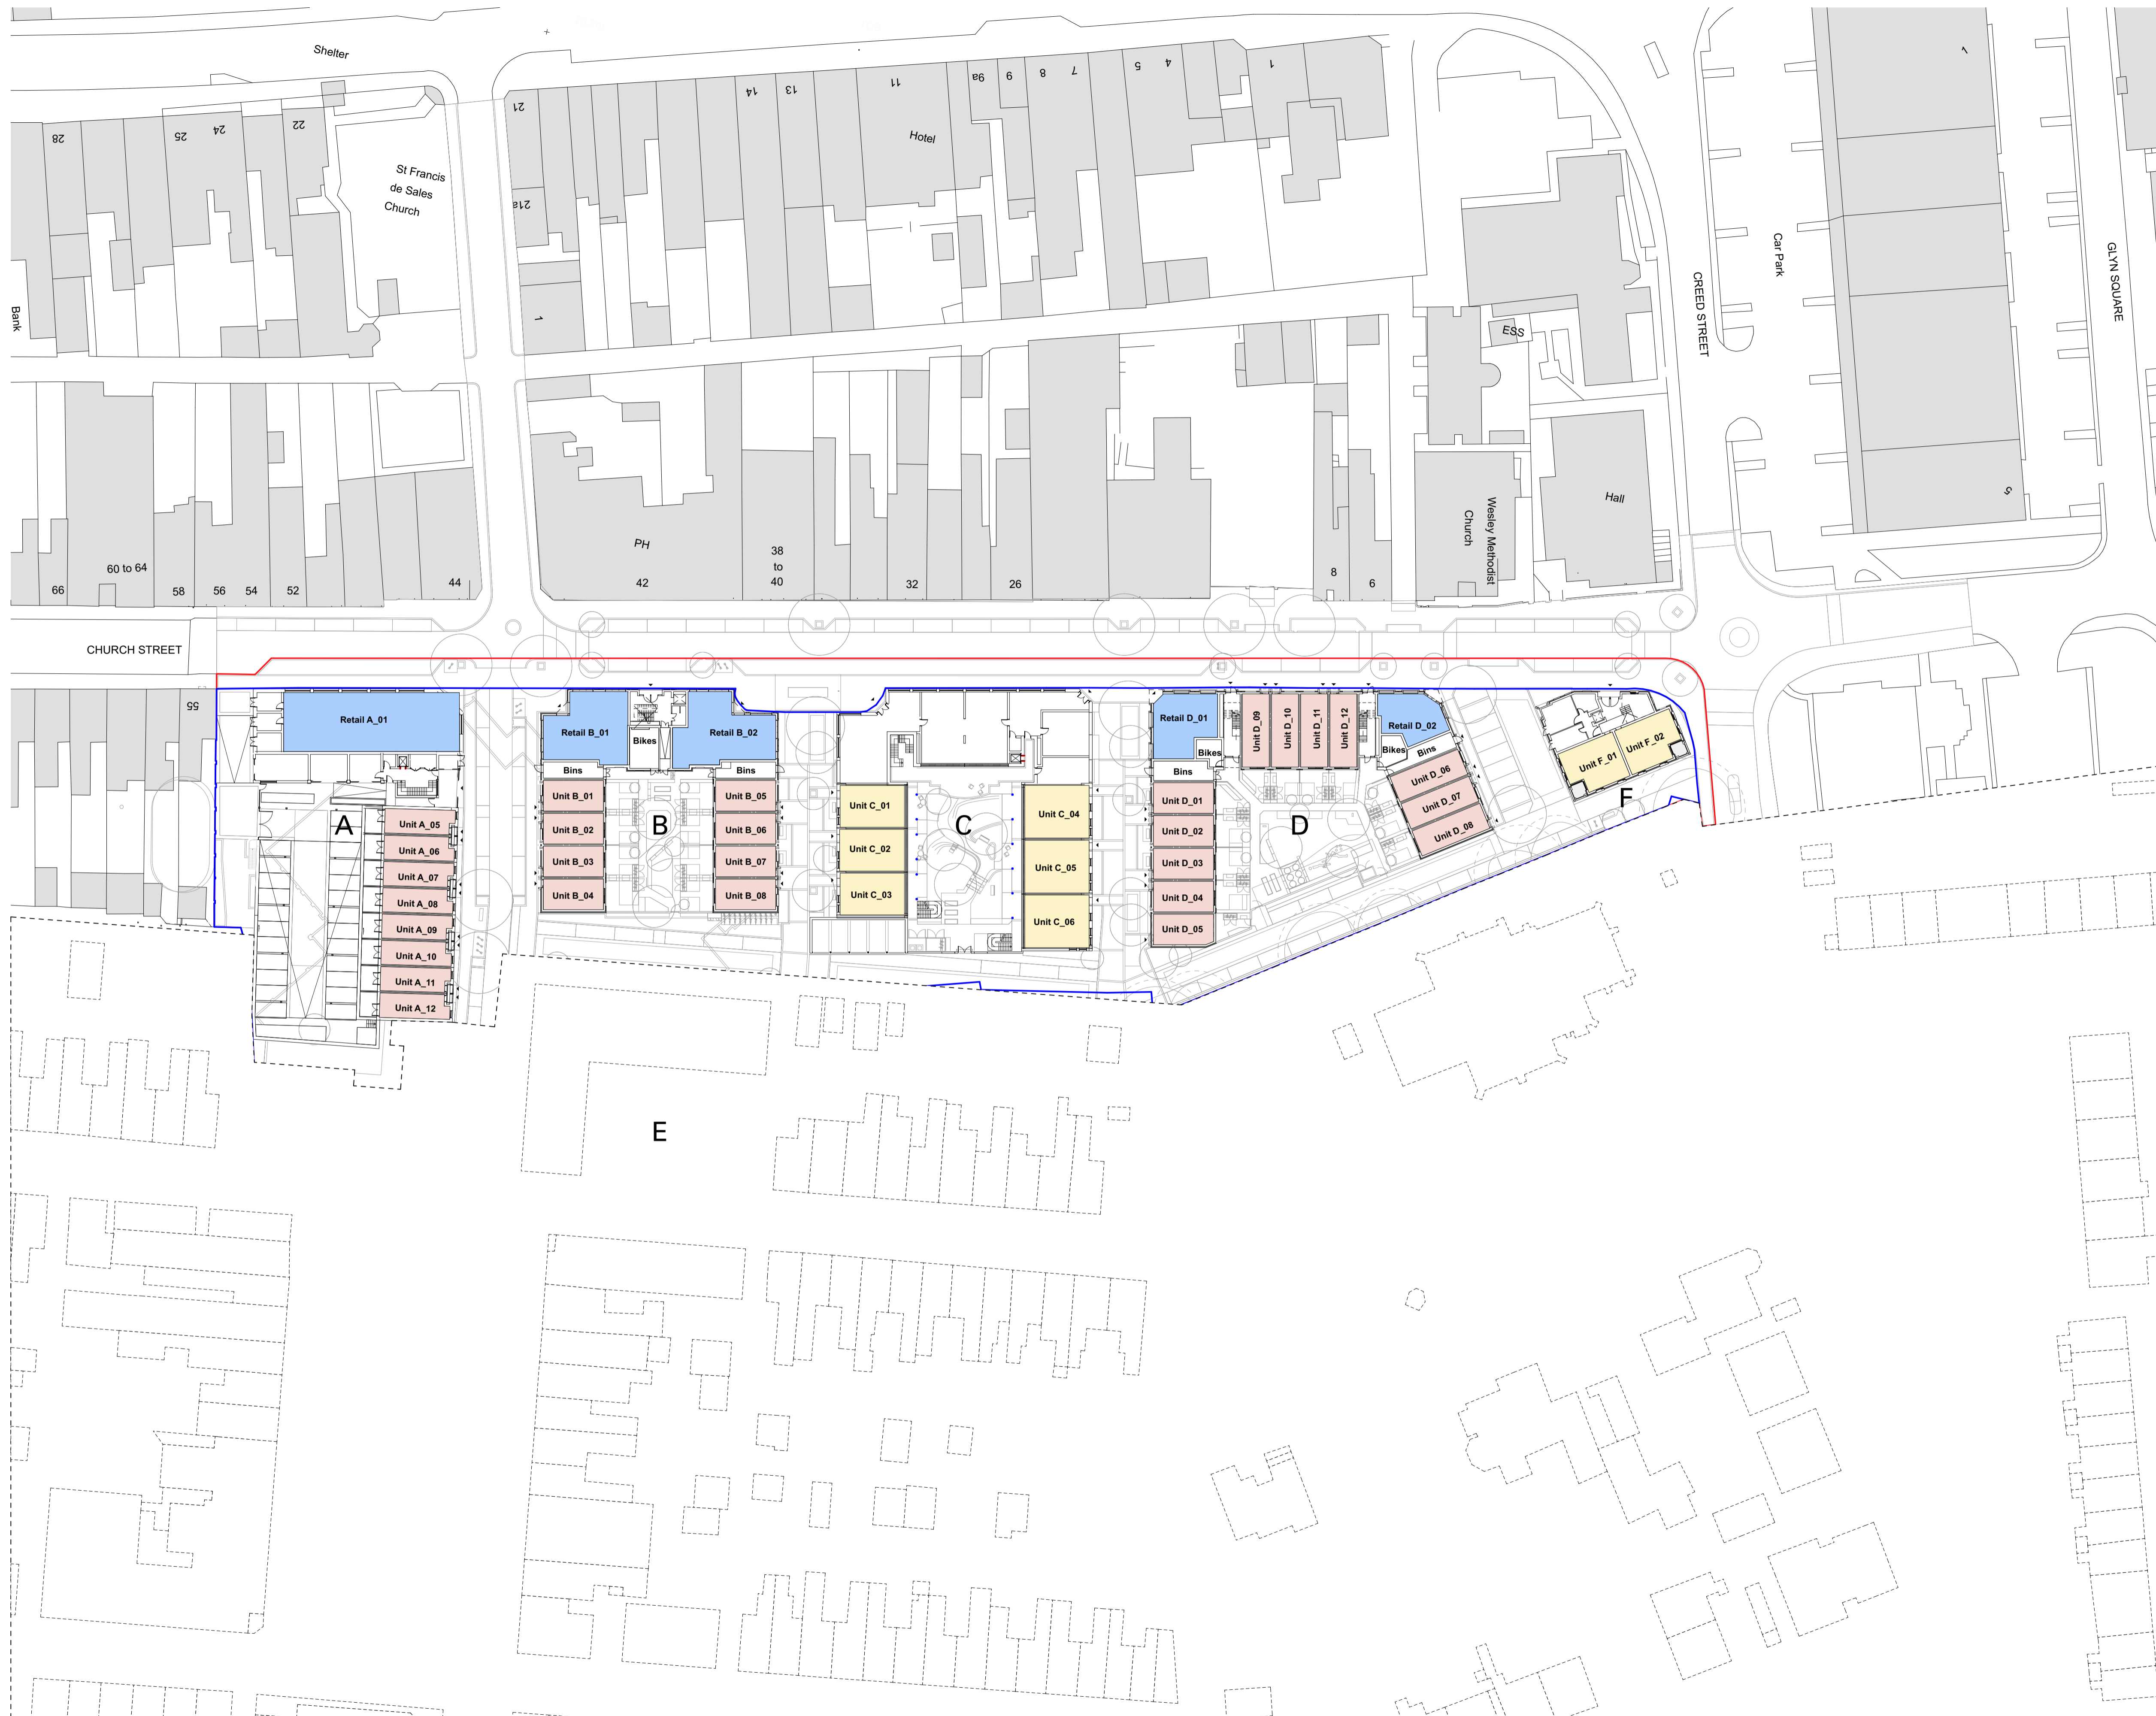 Shelter
28
25
24
22
St Francis
de Sales
Church
Bank
21
21a
1
14
13
11
Hotel
9a
9
8
7
5
4
1
ESS
CREED STREET
Car Park
GLYN SQUARE
1
5
66
60 to 64
58
56
54
52
44
PH
42
38
to
40
32
26
8
6
Wesley Methodist
Church
Hall
CHURCH STREET
55
Retail A_01
A
Unit A_05
Unit A_06
Unit A_07
Unit A_08
Unit A_09
Unit A_10
Unit A_11
Unit A_12
Retail B_01
Bikes
Retail B_02
Bins
Bins
Unit B_01
Unit B_02
Unit B_03
Unit B_04
B
Unit B_05
Unit B_06
Unit B_07
Unit B_08
Unit C_01
Unit C_02
Unit C_03
C
Unit C_04
Unit C_05
Unit C_06
Retail D_01
Bikes
Bins
Unit D_01
Unit D_02
Unit D_03
Unit D_04
Unit D_05
Unit D_09
Unit D_10
Unit D_11
Unit D_12
D
Retail D_02
Bikes
Bins
Unit D_06
Unit D_07
Unit D_08
Unit F_01
Unit F_02
F
E